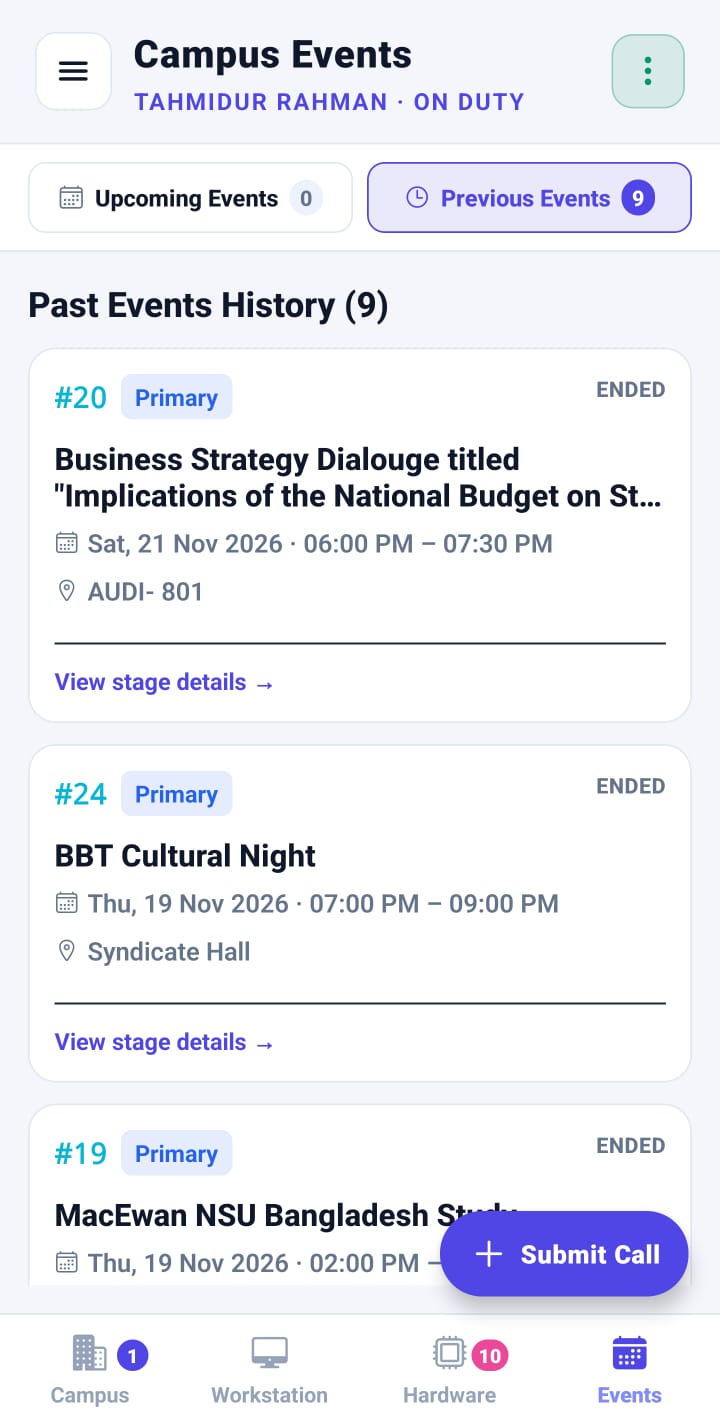 Campus Events
TAHMIDUR RAHMAN · ON DUTY
Upcoming Events 0
Previous Events 9
Past Events History (9)
#20 Primary ENDED
Business Strategy Dialouge titled
"Implications of the National Budget on St...
Sat, 21 Nov 2026 · 06:00 PM – 07:30 PM
AUDI- 801
View stage details →
#24 Primary ENDED
BBT Cultural Night
Thu, 19 Nov 2026 · 07:00 PM – 09:00 PM
Syndicate Hall
View stage details →
#19 Primary ENDED
MacEwan NSU Bangladesh Study
Thu, 19 Nov 2026 · 02:00 PM –
+ Submit Call
1
10
Campus
Workstation
Hardware
Events